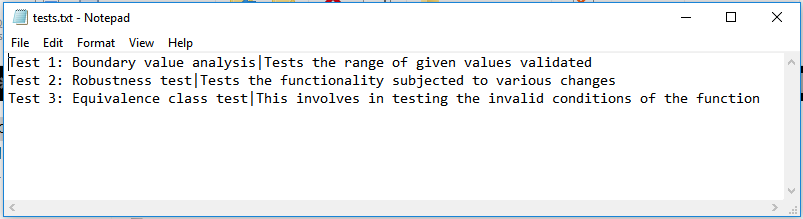 tests.txt - Notepad
File Edit Format View Help
Test 1: Boundary value analysis|Tests the range of given values validated
Test 2: Robustness test|Tests the functionality subjected to various changes
Test 3: Equivalence class test|This involves in testing the invalid conditions of the function